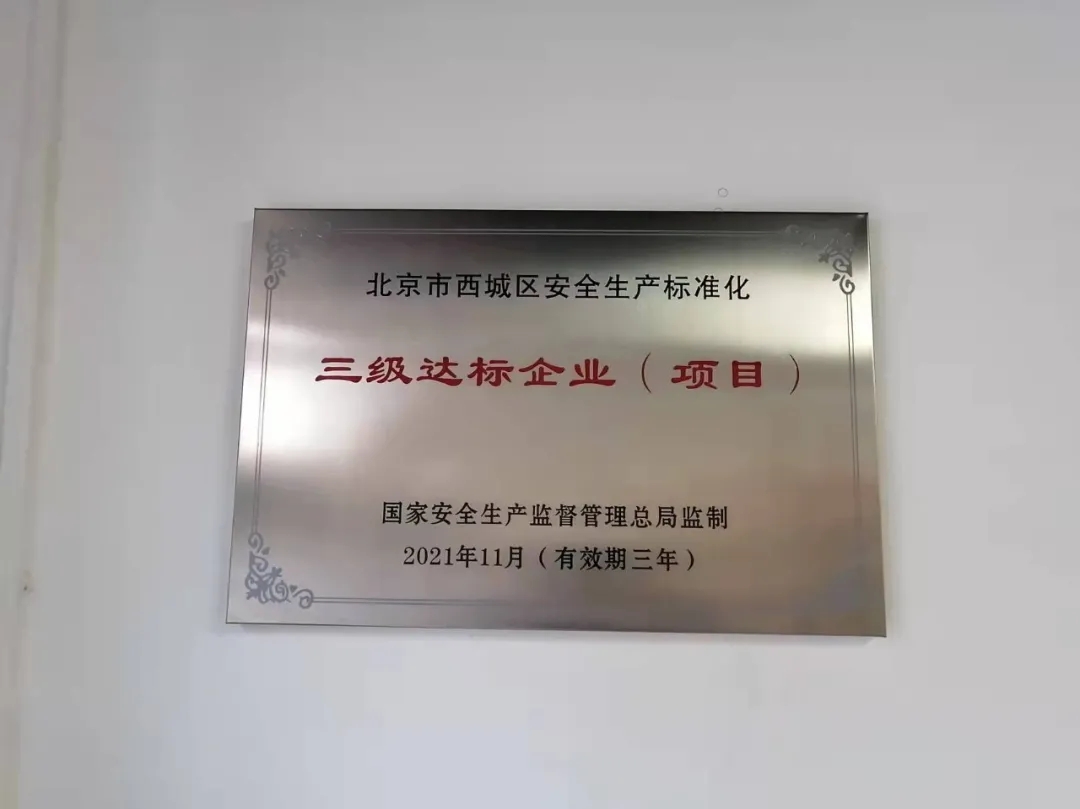 北京市西城区安全生产标准化
三级达标企业（项目）
国家安全生产监督管理总局监制
2021年11月（有效期三年）